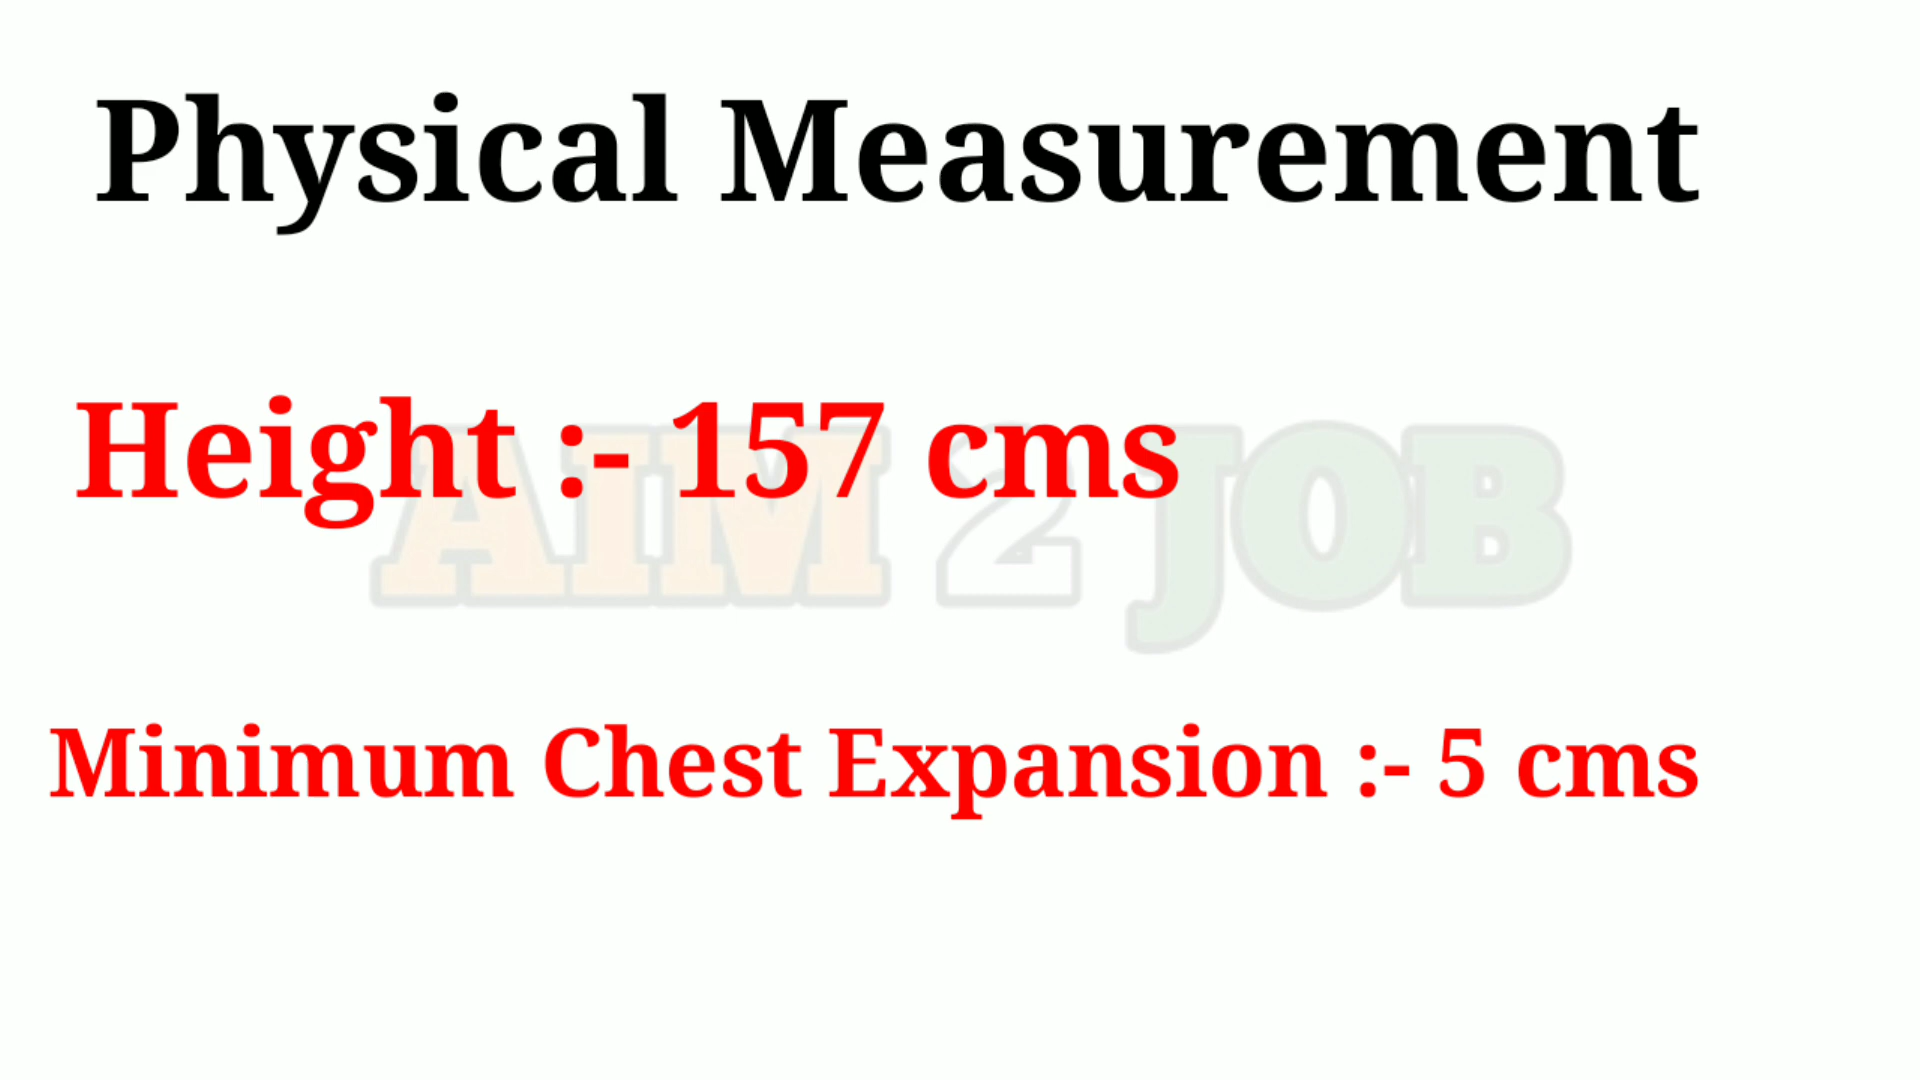 Physical Measurement
Height :- 157 cms
AIM 2 JOB
Minimum Chest Expansion :- 5 cms